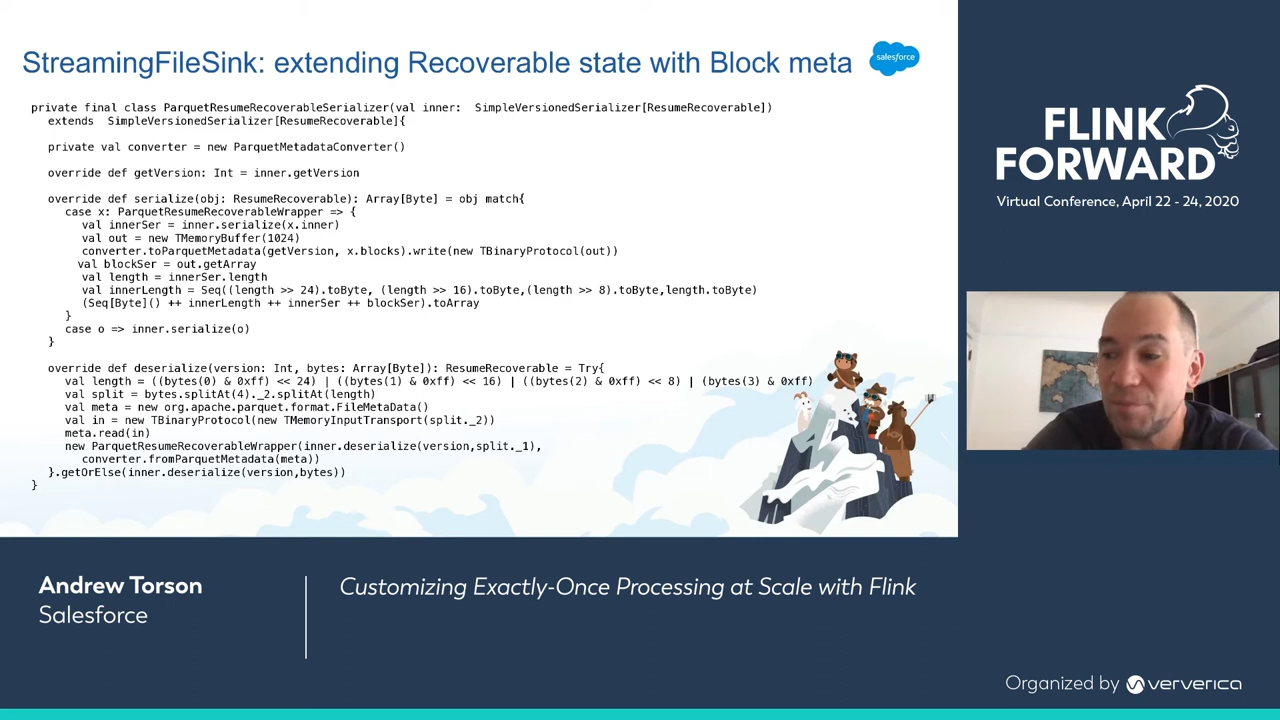 StreamingFileSink: extending Recoverable state with Block meta
salesforce
private final class ParquetResumeRecoverableSerializer(val inner:  SimpleVersionedSerializer[ResumeRecoverable])
extends  SimpleVersionedSerializer[ResumeRecoverable]{
private val converter = new ParquetMetadataConverter()
override def getVersion: Int = inner.getVersion
override def serialize(obj: ResumeRecoverable): Array[Byte] = obj match{
case x: ParquetResumeRecoverableWrapper => {
val innerSer = inner.serialize(x.inner)
val out = new TMemoryBuffer(1024)
converter.toParquetMetadata(getVersion, x.blocks).write(new TBinaryProtocol(out))
val blockSer = out.getArray
val length = innerSer.length
val innerLength = Seq((length >> 24).toByte, (length >> 16).toByte,(length >> 8).toByte,length.toByte)
(Seq[Byte]() ++ innerLength ++ innerSer ++ blockSer).toArray
}
case o => inner.serialize(o)
}
override def deserialize(version: Int, bytes: Array[Byte]): ResumeRecoverable = Try{
val length = ((bytes(0) & 0xff) << 24) | ((bytes(1) & 0xff) << 16) | ((bytes(2) & 0xff) << 8) | (bytes(3) & 0xff)
val split = bytes.splitAt(4)._2.splitAt(length)
val meta = new org.apache.parquet.format.FileMetaData()
val in = new TBinaryProtocol(new TMemoryInputTransport(split._2))
meta.read(in)
new ParquetResumeRecoverableWrapper(inner.deserialize(version,split._1),
converter.fromParquetMetadata(meta))
}.getOrElse(inner.deserialize(version,bytes))
}
FLINK
FORWARD
Virtual Conference, April 22 - 24, 2020
Andrew Torson
Salesforce
Customizing Exactly-Once Processing at Scale with Flink
Organized by ververica